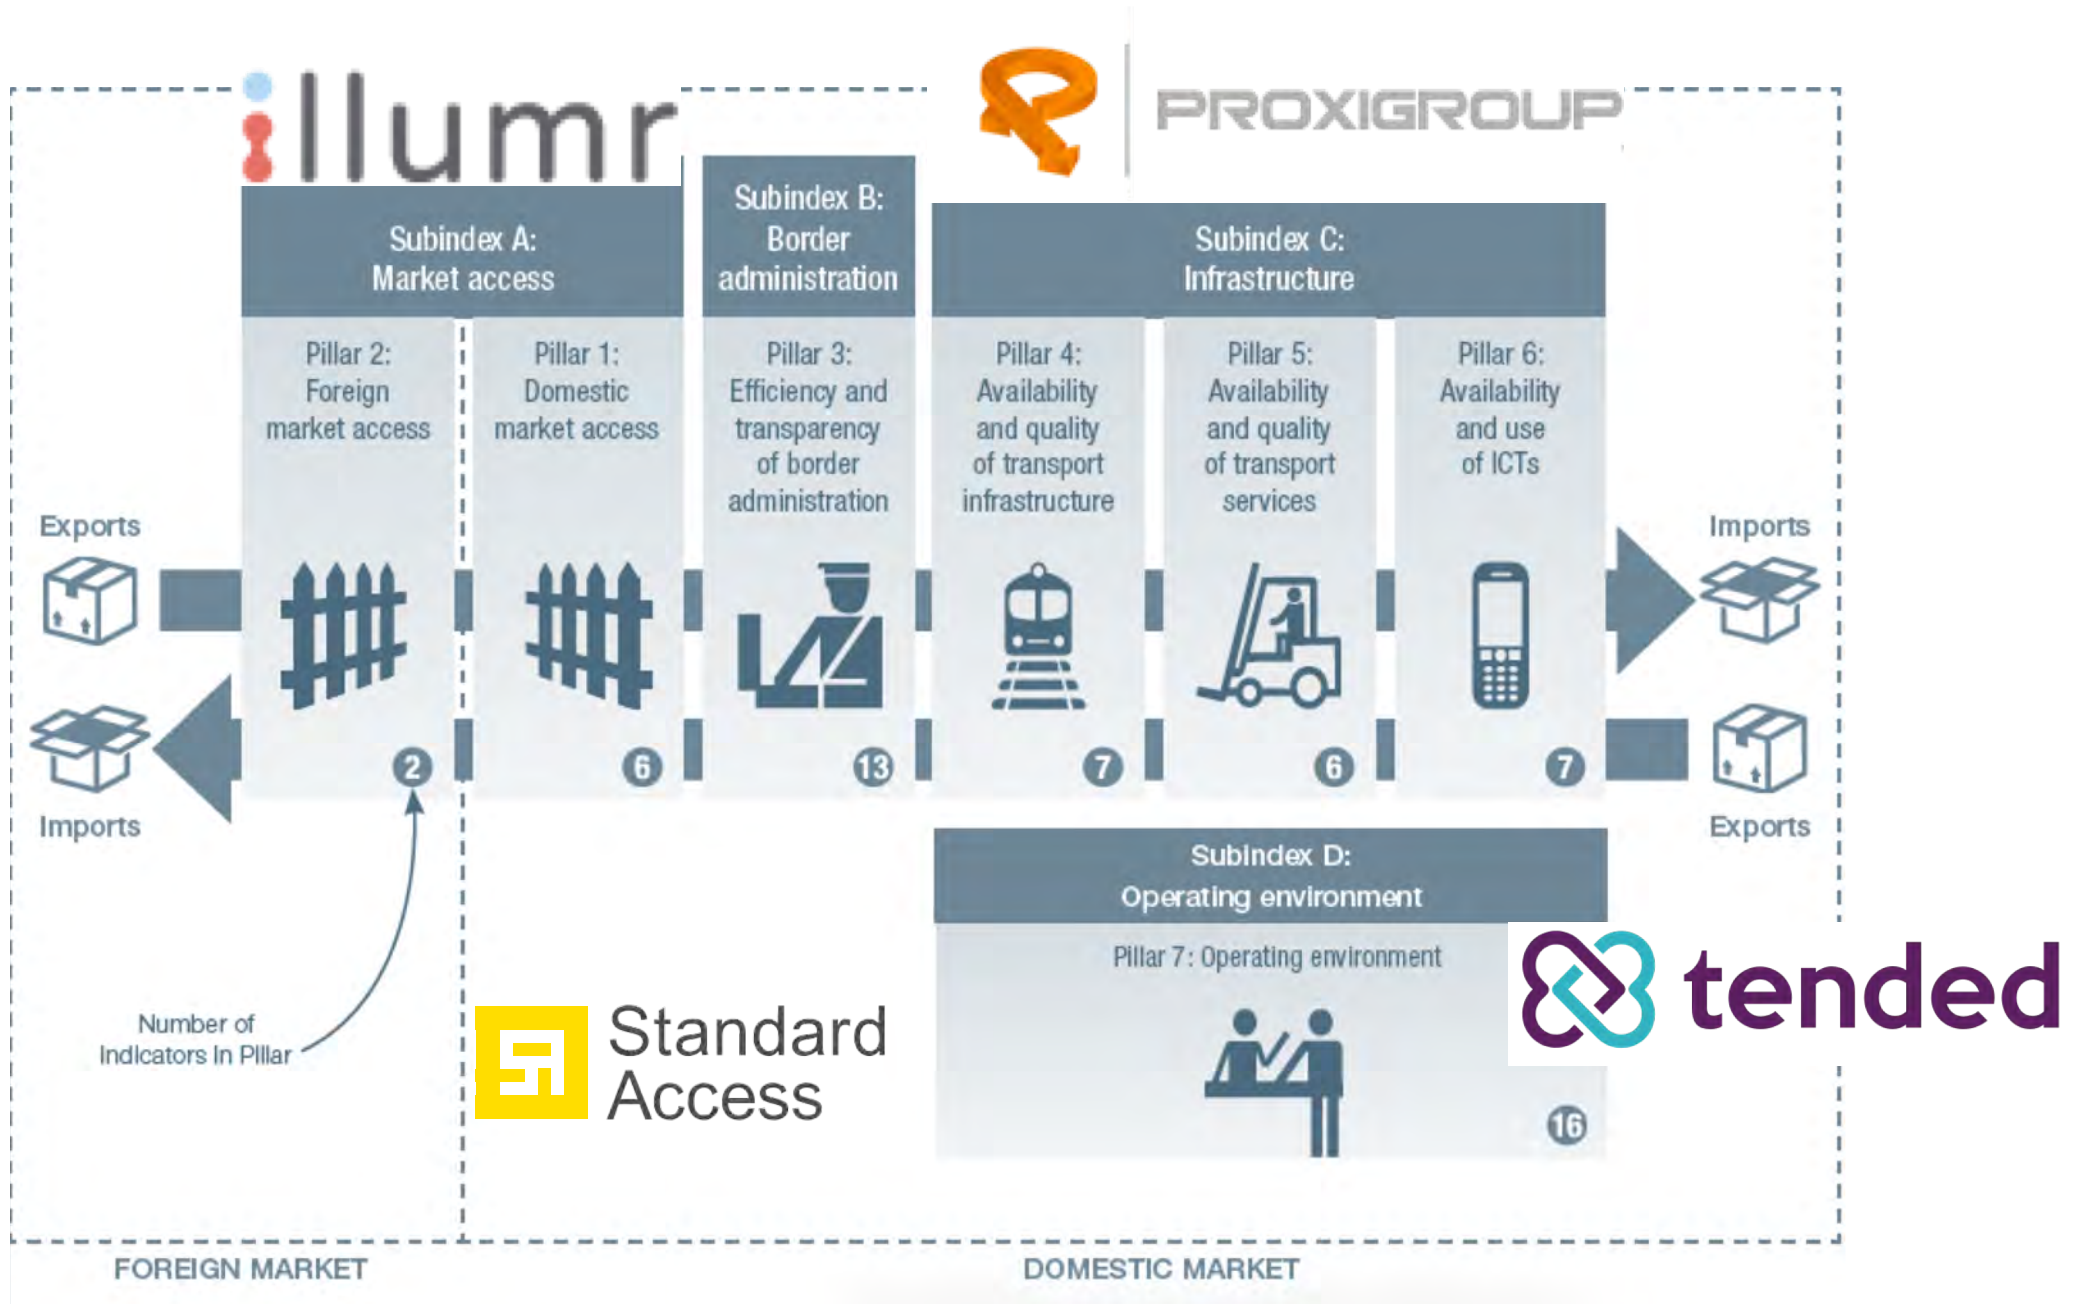 illumr
PROXIGROUP
Subindex A:
Market access
Subindex B:
Border
administration
Subindex C:
Infrastructure
Pillar 2:
Foreign
market access
Pillar 1:
Domestic
market access
Pillar 3:
Efficiency and
transparency
of border
administration
Pillar 4:
Availability
and quality
of transport
infrastructure
Pillar 5:
Availability
and quality
of transport
services
Pillar 6:
Availability
and use
of ICTs
Exports
Imports
2
6
13
7
6
7
Imports
Exports
Subindex D:
Operating environment
Pillar 7: Operating environment
tended
Number of
Indicators in Pillar
Standard
Access
16
FOREIGN MARKET
DOMESTIC MARKET